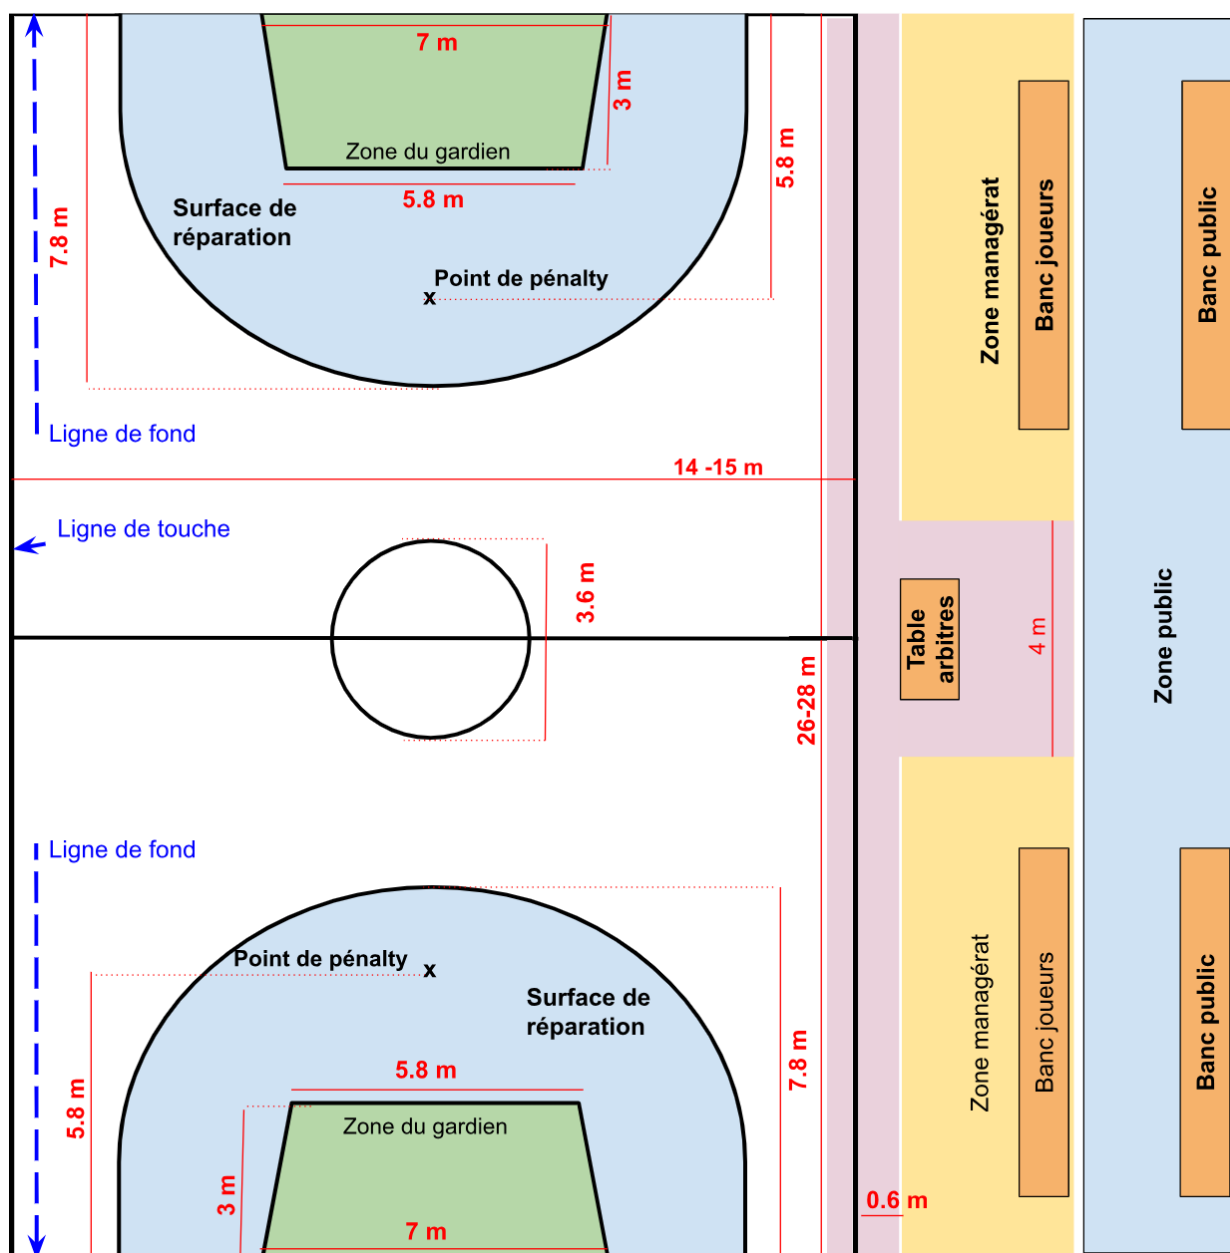 7 m
3 m
Zone du gardien
5.8 m
Surface de
réparation
7.8 m
5.8 m
Point de pénalty
x
Ligne de fond
14 -15 m
Ligne de touche
3.6 m
26-28 m
Ligne de fond
Point de pénalty
x
Surface de
réparation
5.8 m
7.8 m
5.8 m
Zone du gardien
3 m
7 m
0.6 m
Zone managérat
Banc joueurs
Banc public
Table
arbitres
4 m
Zone public
Zone managérat
Banc joueurs
Banc public